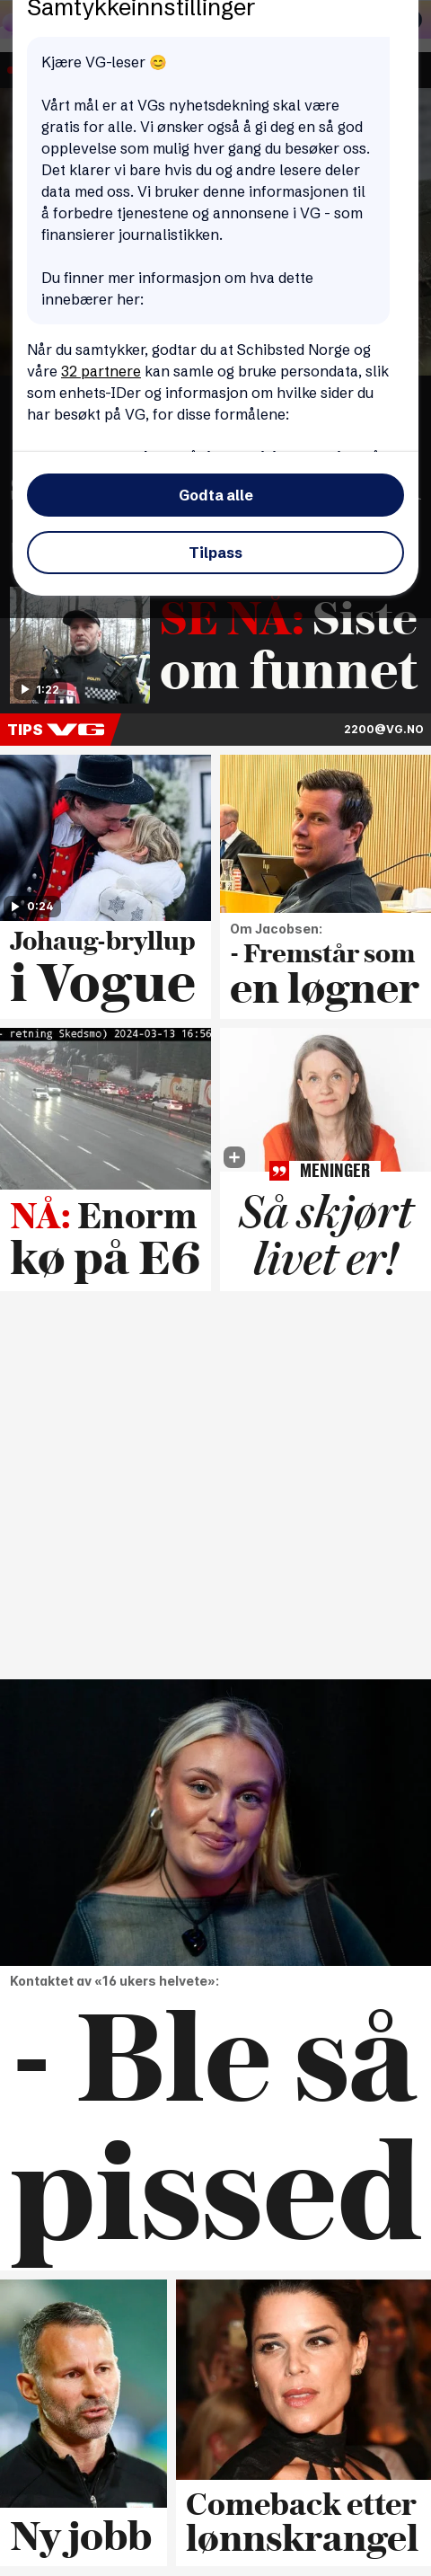 Samtykkeinnstillinger
Kjære VG-leser 😊
Vårt mål er at VGs nyhetsdekning skal være
gratis for alle. Vi ønsker også å gi deg en så god
opplevelse som mulig hver gang du besøker oss.
Det klarer vi bare hvis du og andre lesere deler
data med oss. Vi bruker denne informasjonen til
å forbedre tjenestene og annonsene i VG - som
finansierer journalistikken.
Du finner mer informasjon om hva dette
innebærer her:
Når du samtykker, godtar du at Schibsted Norge og
våre 32 partnere kan samle og bruke persondata, slik
som enhets-IDer og informasjon om hvilke sider du
har besøkt på VG, for disse formålene:
Godta alle
Tilpass
1:22
SE NÅ: Siste
om funnet
TIPS VG
2200@VG.NO
0:24
Johaug-bryllup
i Vogue
Om Jacobsen:
- Fremstår som
en løgner
- retning Skedsmo) 2024-03-13 16:56
NÅ: Enorm
kø på E6
MENINGER
Så skjørt
livet er!
Kontaktet av «16 ukers helvete»:
- Ble så
pissed
Ny jobb
Comeback etter
lønnskrangel